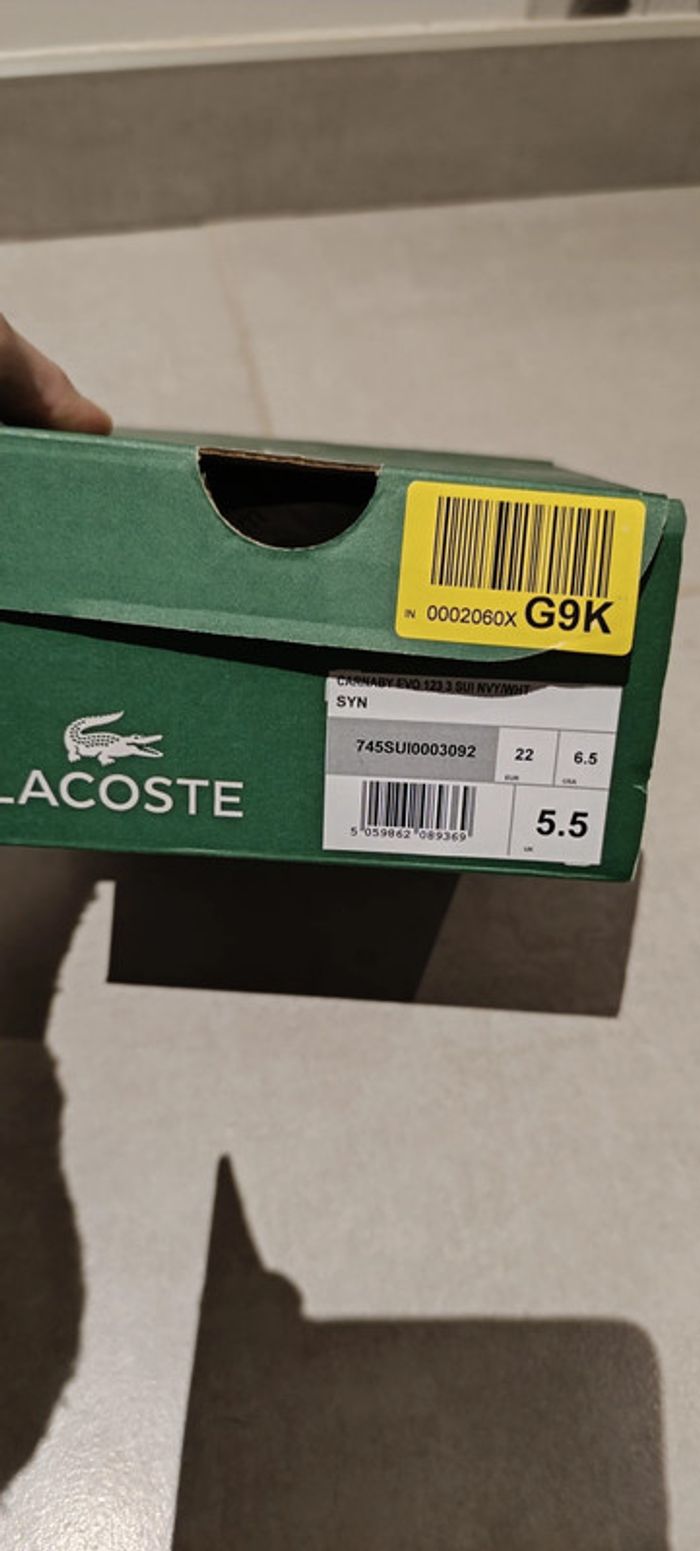 IN 0002060X G9K
CARNABY EVO 123 3 SUI NVY/WHT
SYN
745SUI0003092 22 6.5
EUR USA
LACOSTE
5 059862 089369 5.5
UK